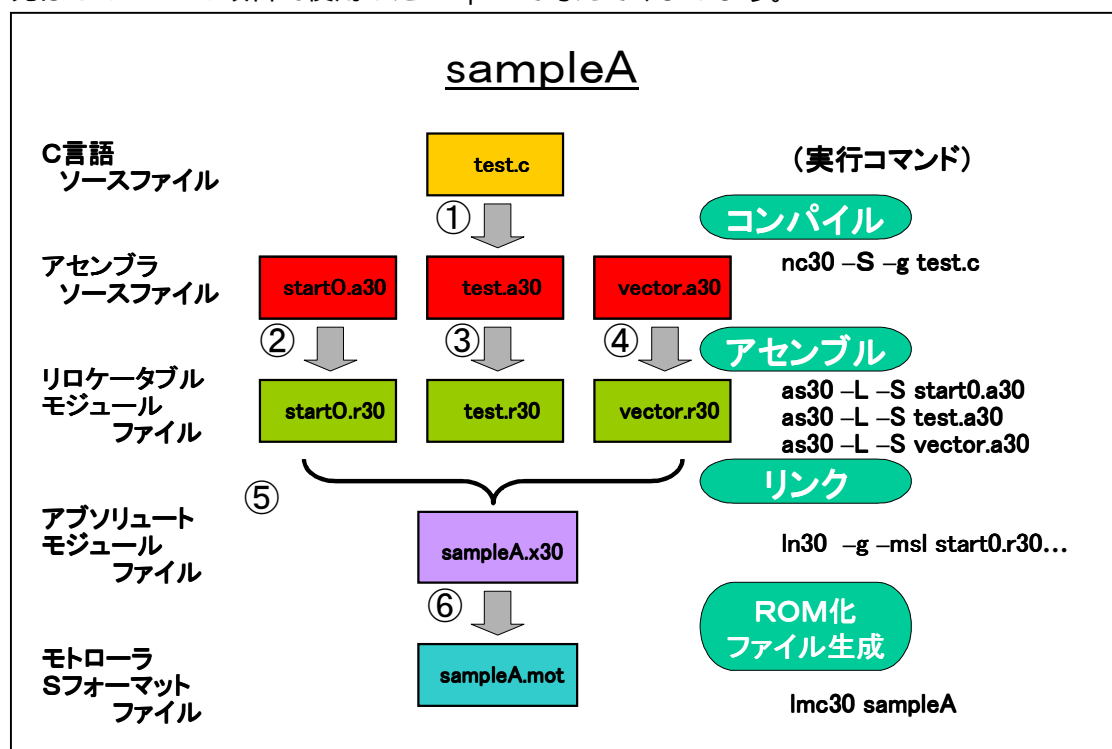 sampleA
C言語
ソースファイル
test.c
(実行コマンド)
①
コンパイル
nc30 –S –g test.c
アセンブラ
ソースファイル
startO.a30
test.a30
vector.a30
②
③
④
アセンブル
リロケータブル
モジュール
ファイル
startO.r30
test.r30
vector.r30
as30 –L –S start0.a30
as30 –L –S test.a30
as30 –L –S vector.a30
リンク
⑤
アブソリュート
モジュール
ファイル
sampleA.x30
ln30 –g –msl start0.r30…
⑥
ROM化
ファイル生成
モトローラ
Sフォーマット
ファイル
sampleA.mot
lmc30 sampleA